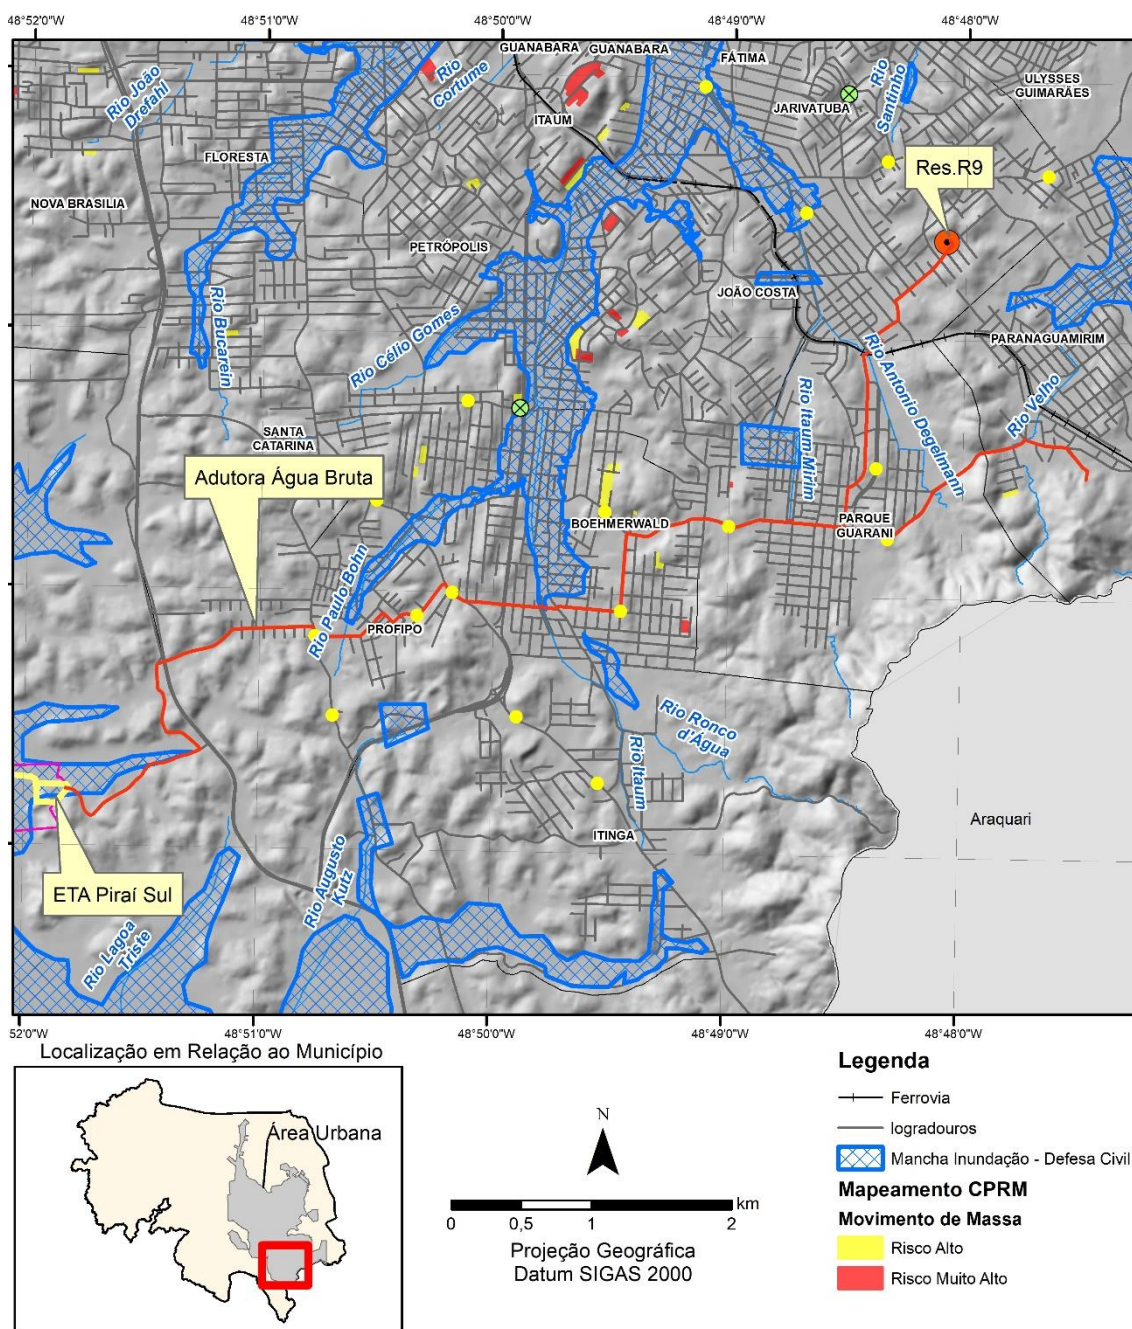 48°52'0"W 48°51'0"W 48°50'0"W 48°49'0"W 48°48'0"W
GUANABARA
GUANABARA
FÁTIMA
Rio João
Drefahl
Rio
Cortume
ITAUM
JARIVATUBA
Rio
Santinho
ULYSSES
GUIMARÃES
FLORESTA
Res.R9
NOVA BRASILIA
PETRÓPOLIS
JOÃO COSTA
Rio Bucarein
Rio Célio Gomes
PARANAGUAMIRIM
Rio Antonio Degelmann
Rio Velho
Rio Itaum Mirim
SANTA
CATARINA
Adutora Água Bruta
BOEHMERWALD
PARQUE
GUARANI
Rio Paulo Bohn
PROFIPO
Rio Ronco
d'Água
Rio Itaum
Araquari
ITINGA
ETA Piraí Sul
Rio Augusto
Kutz
Rio Lagoa
Triste
52'0"W 48°51'0"W 48°50'0"W 48°49'0"W 48°48'0"W
Localização em Relação ao Município
Área Urbana
N
km
0 0,5 1 2
Projeção Geográfica
Datum SIGAS 2000
Legenda
Ferrovia
logradouros
Mancha Inundação - Defesa Civil
Mapeamento CPRM
Movimento de Massa
Risco Alto
Risco Muito Alto